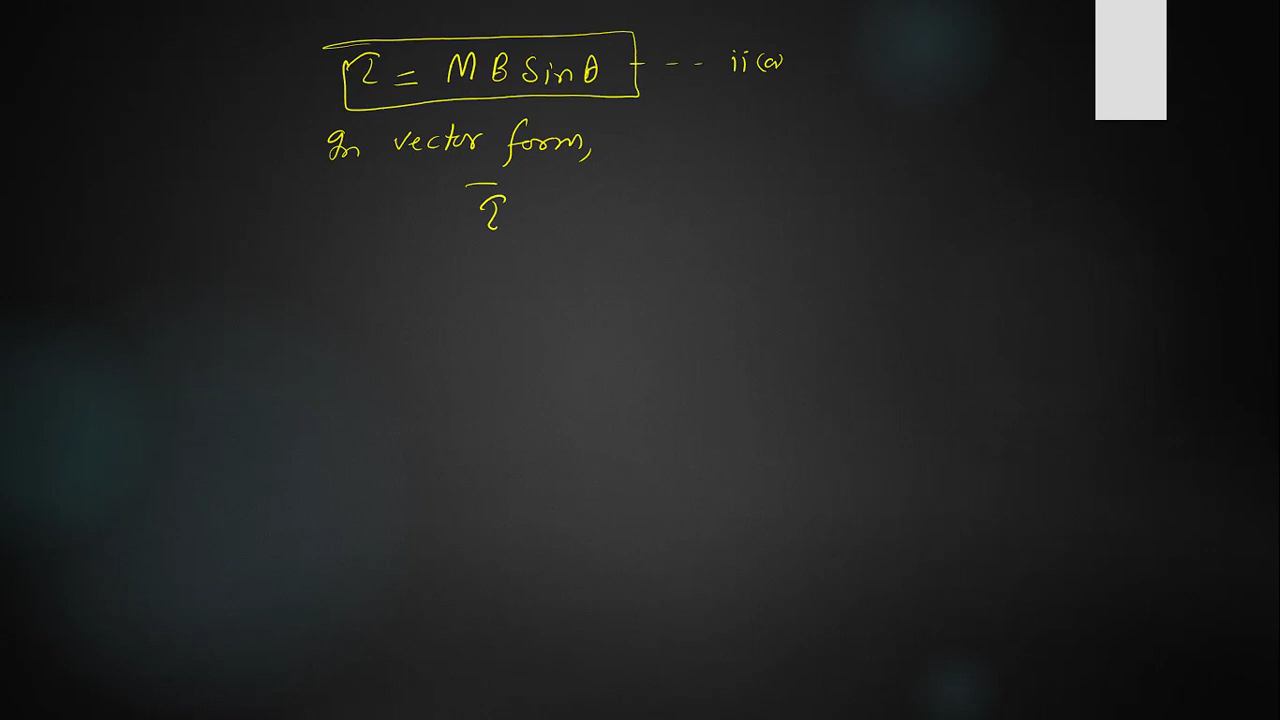 τ = MB Sinθ --- ii(a)
In vector form,
τ̅